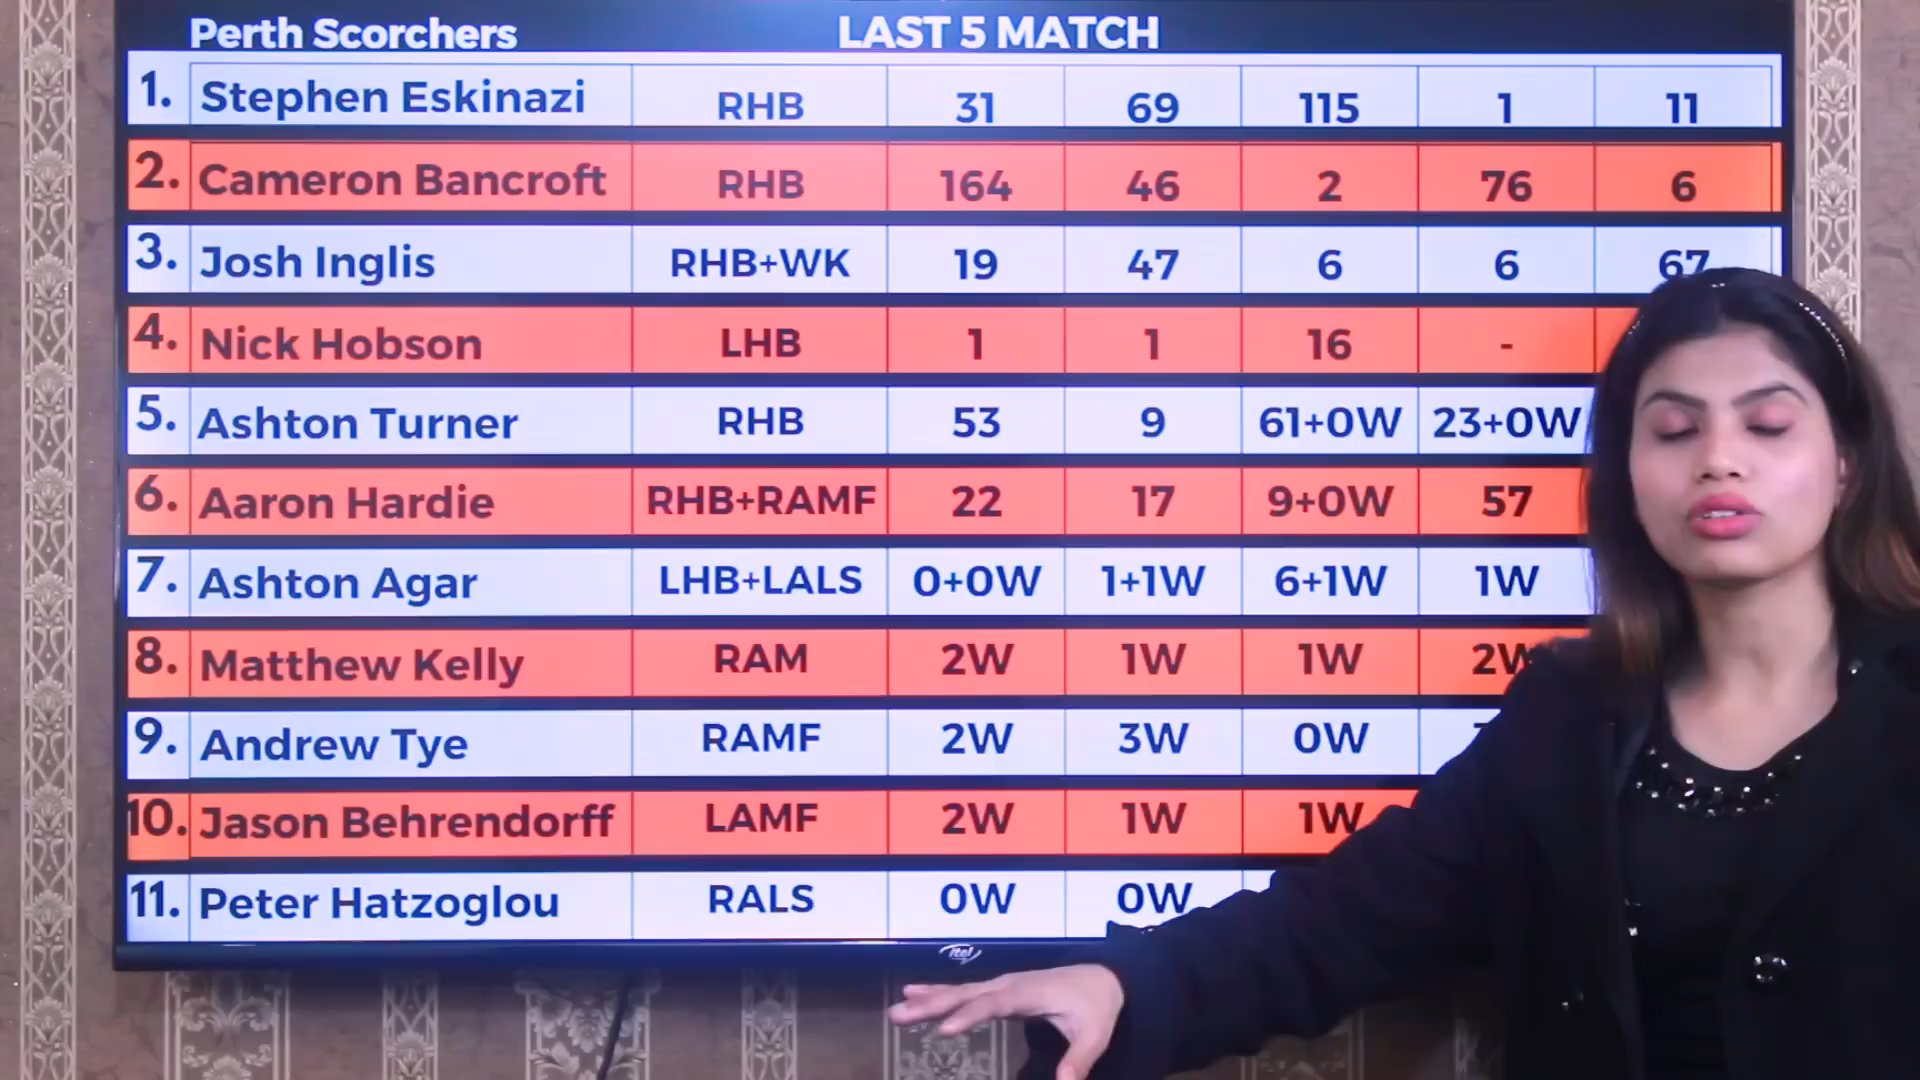 Perth Scorchers LAST 5 MATCH
1. Stephen Eskinazi RHB 31 69 115 1 11
2. Cameron Bancroft RHB 164 46 2 76 6
3. Josh Inglis RHB+WK 19 47 6 6 67
4. Nick Hobson LHB 1 1 16 -
5. Ashton Turner RHB 53 9 61+0W 23+0W
6. Aaron Hardie RHB+RAMF 22 17 9+0W 57
7. Ashton Agar LHB+LALS 0+0W 1+1W 6+1W 1W
8. Matthew Kelly RAM 2W 1W 1W 2W
9. Andrew Tye RAMF 2W 3W 0W
10. Jason Behrendorff LAMF 2W 1W 1W
11. Peter Hatzoglou RALS 0W 0W
itel